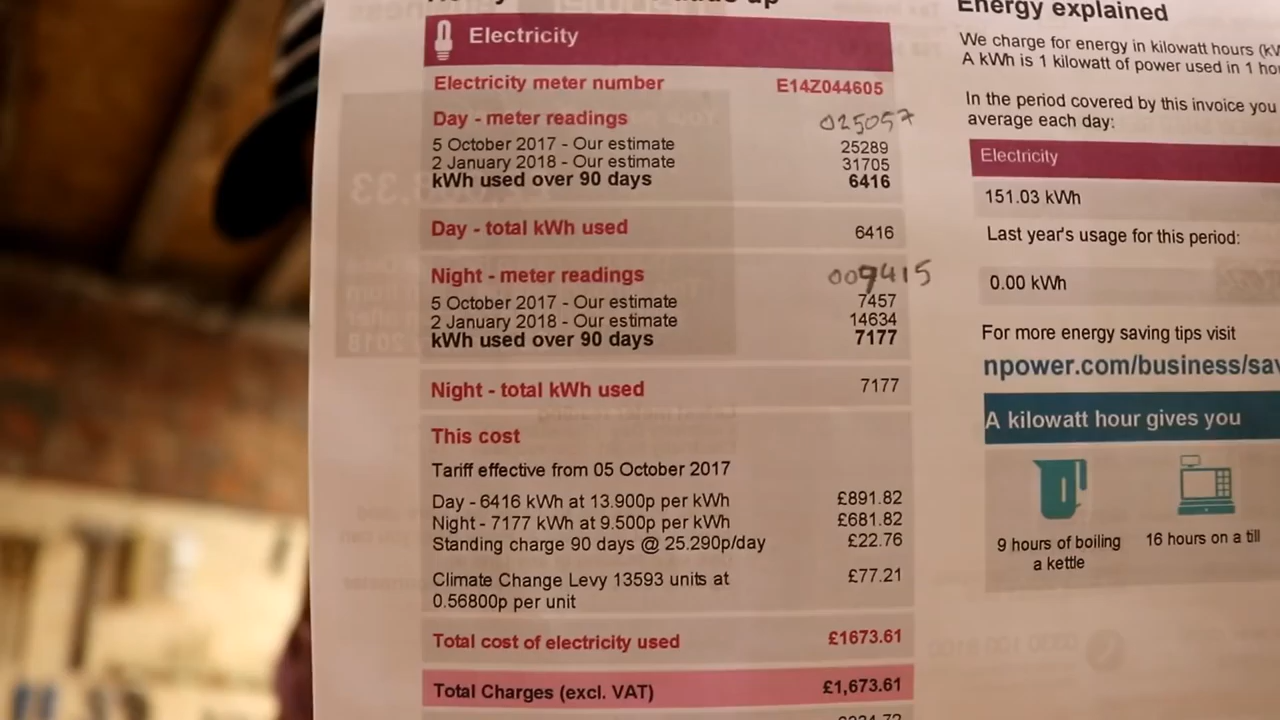 Electricity
Electricity meter number E14Z044605
Day - meter readings 025057
5 October 2017 - Our estimate 25289
2 January 2018 - Our estimate 31705
kWh used over 90 days 6416
Day - total kWh used 6416
Night - meter readings 009415
5 October 2017 - Our estimate 7457
2 January 2018 - Our estimate 14634
kWh used over 90 days 7177
Night - total kWh used 7177
This cost
Tariff effective from 05 October 2017
Day - 6416 kWh at 13.900p per kWh £891.82
Night - 7177 kWh at 9.500p per kWh £681.82
Standing charge 90 days @ 25.290p/day £22.76
Climate Change Levy 13593 units at £77.21
0.56800p per unit
Total cost of electricity used £1673.61
Total Charges (excl. VAT) £1,673.61
Energy explained
We charge for energy in kilowatt hours
A kWh is 1 kilowatt of power used in 1
In the period covered by this invoice you
average each day:
Electricity
151.03 kWh
Last year's usage for this period:
0.00 kWh
For more energy saving tips visit
npower.com/business/sav
A kilowatt hour gives you
9 hours of boiling
a kettle
16 hours on a till